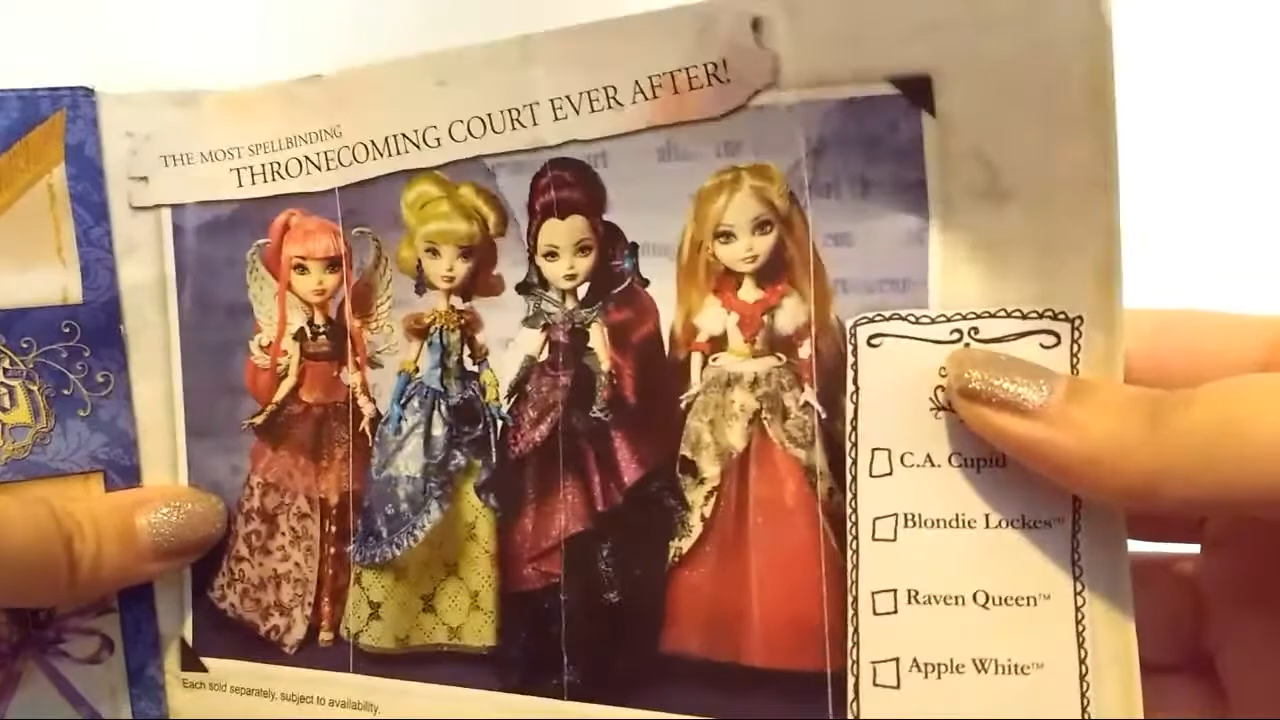 THE MOST SPELLBINDING
THRONECOMING COURT EVER AFTER!
C.A. Cupid
Blondie Lockes™
Raven Queen™
Apple White™
Each sold separately, subject to availability.